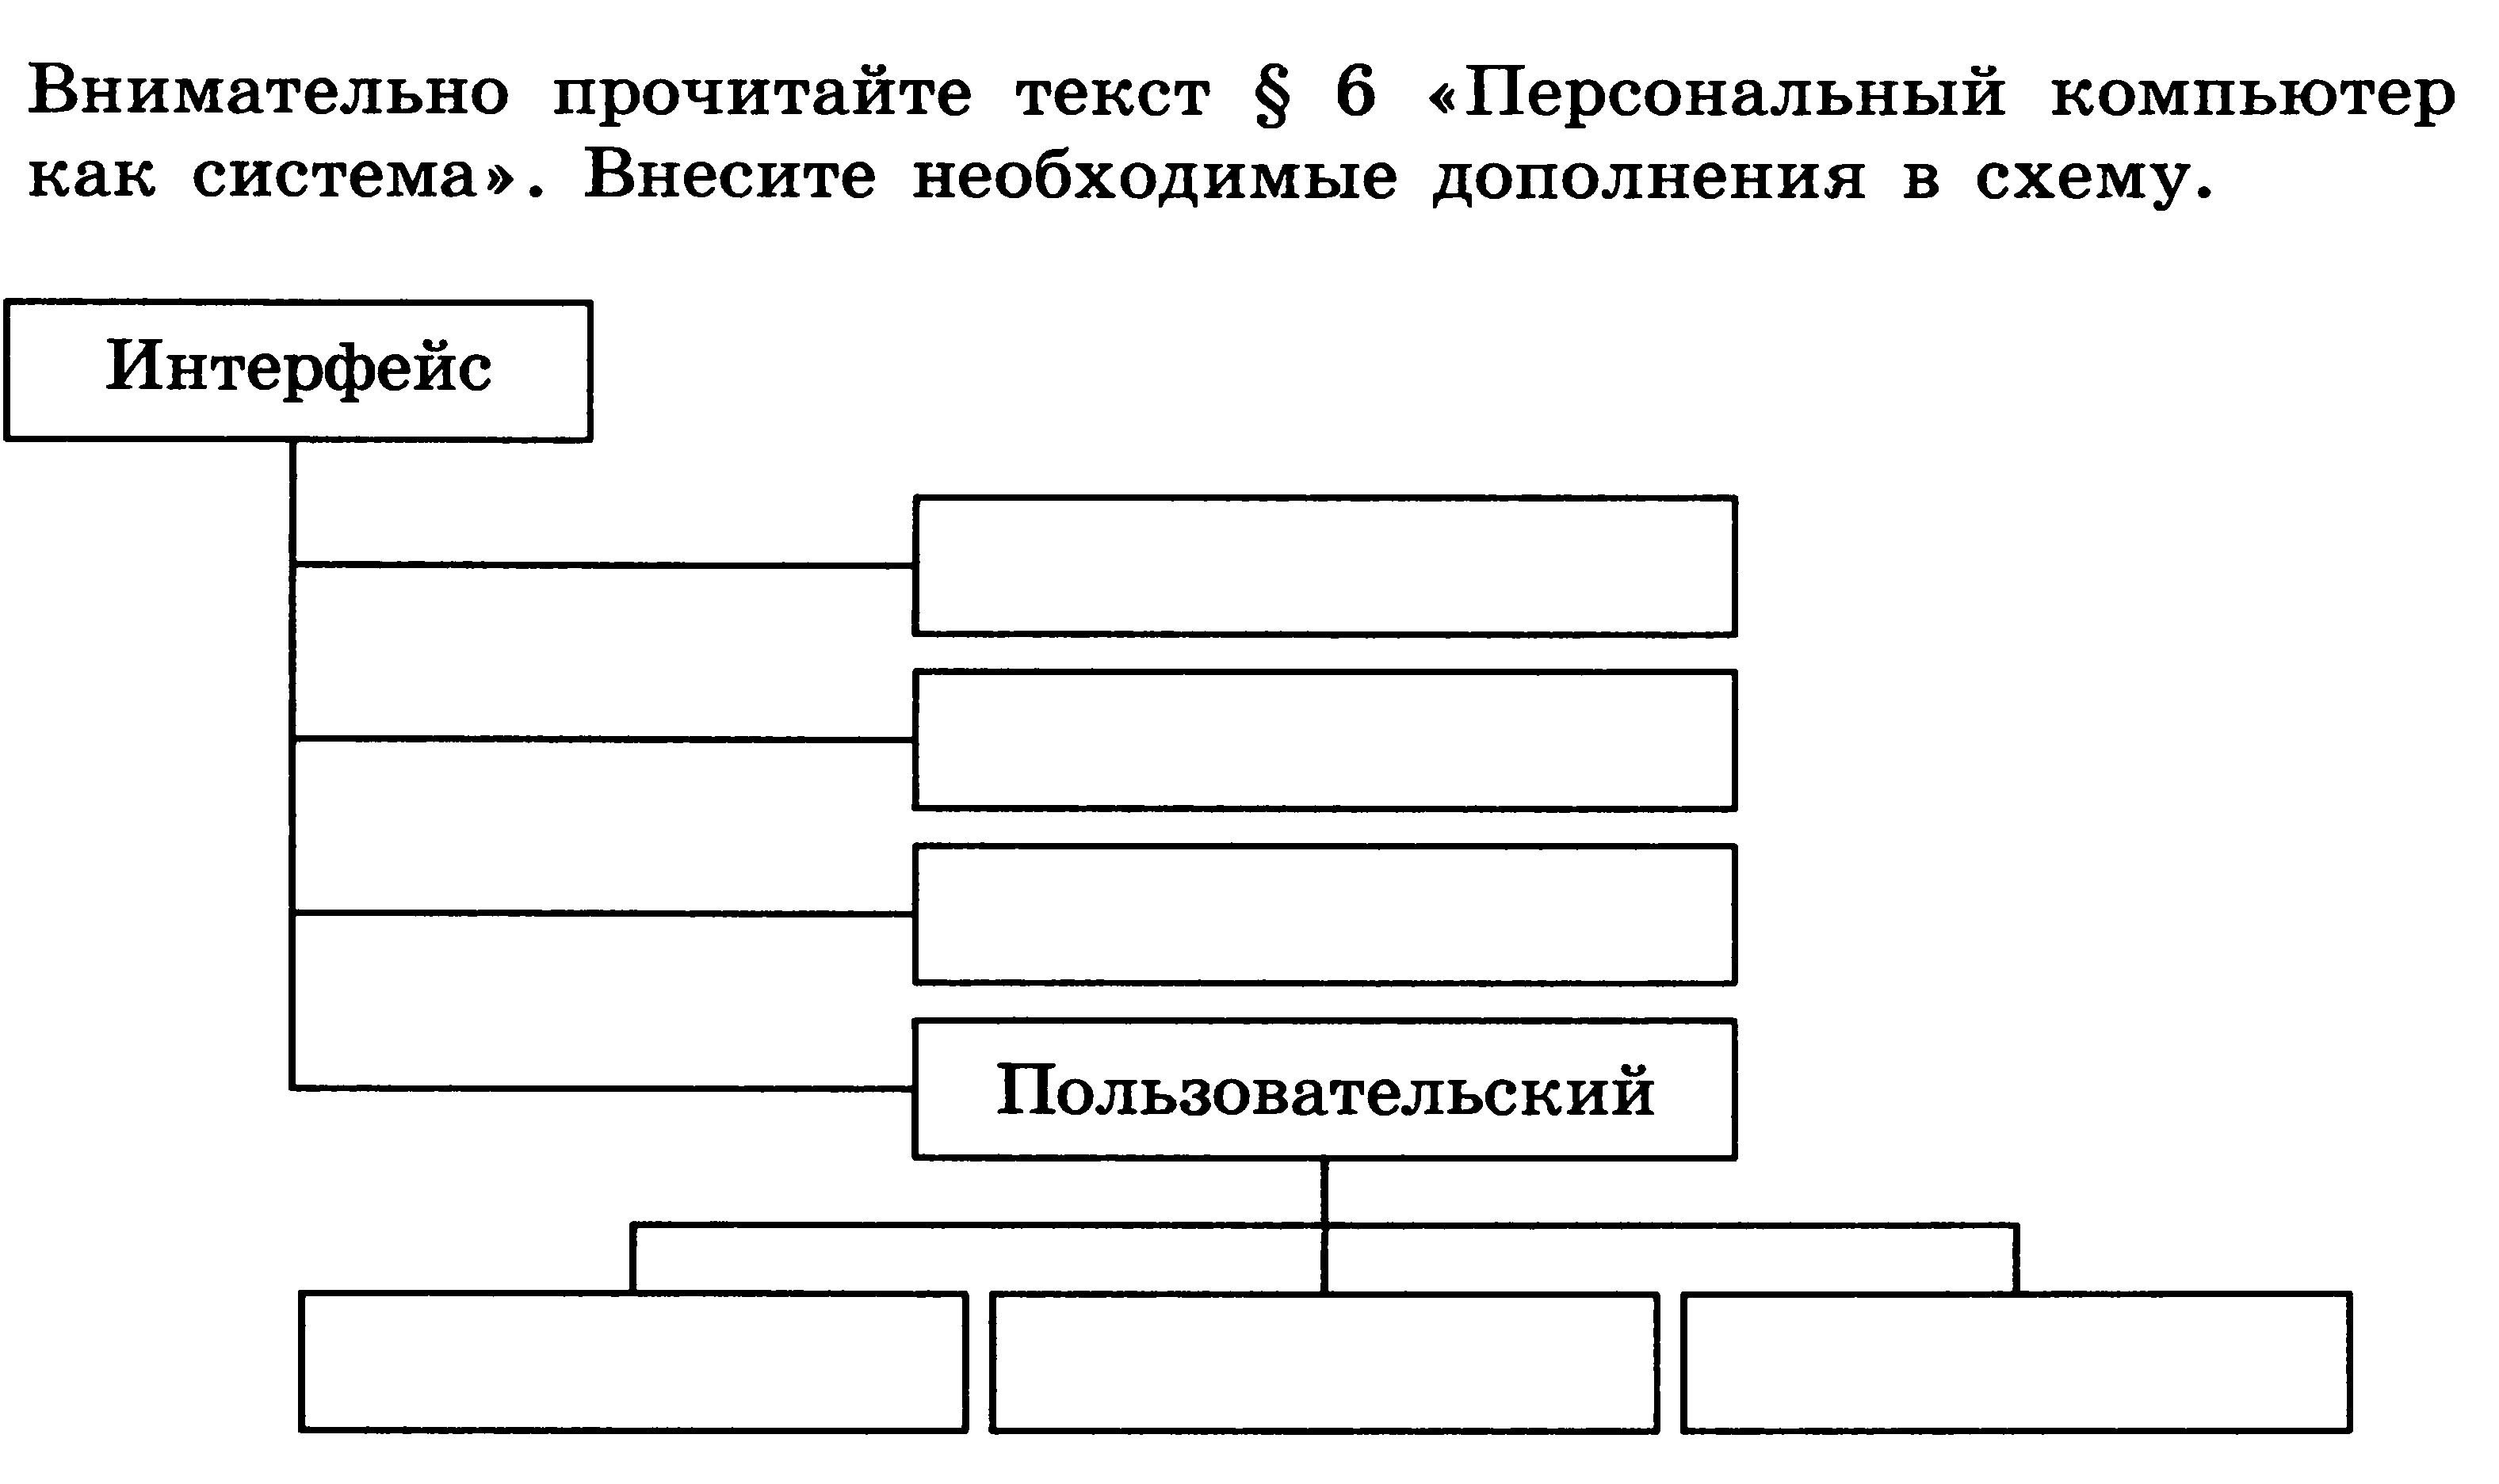 Внимательно прочитайте текст § 6 «Персональный компьютер
как система». Внесите необходимые дополнения в схему.
Интерфейс
Пользовательский